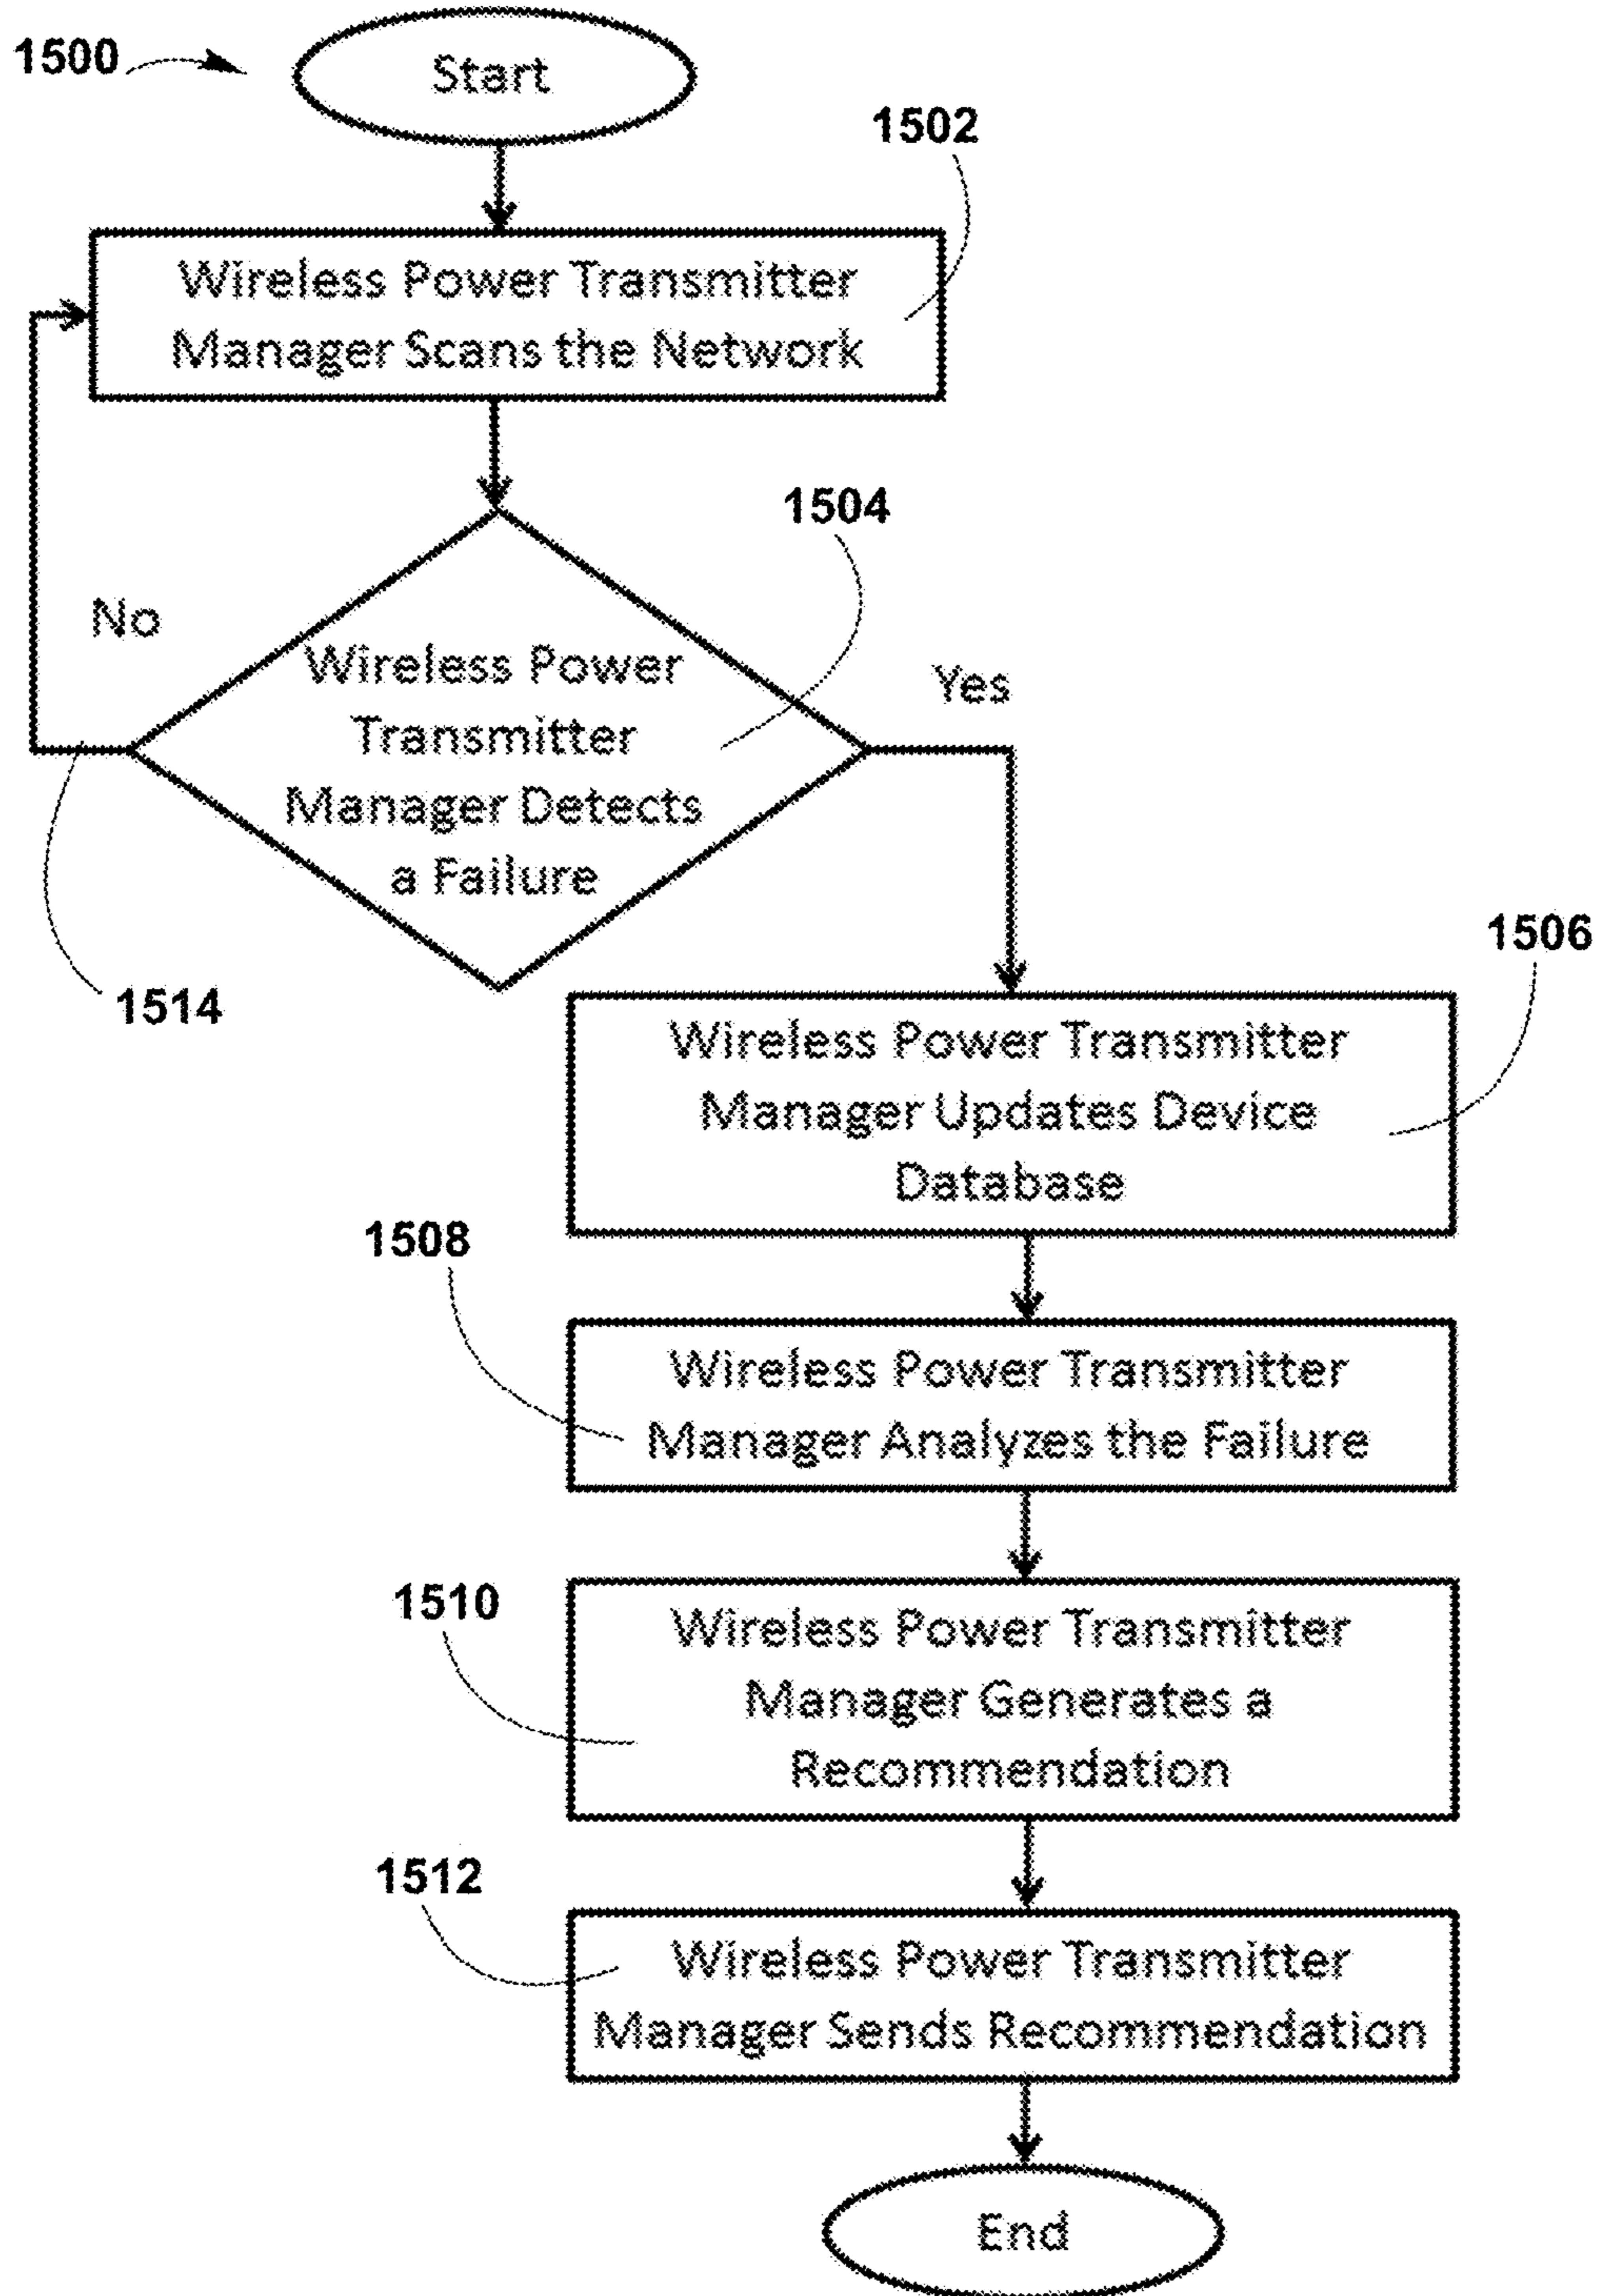 1500
Start
1502
Wireless Power Transmitter
Manager Scans the Network
1504
No
Wireless Power
Transmitter
Manager Detects
a Failure
Yes
1514
1506
Wireless Power Transmitter
Manager Updates Device
Database
1508
Wireless Power Transmitter
Manager Analyzes the Failure
1510
Wireless Power Transmitter
Manager Generates a
Recommendation
1512
Wireless Power Transmitter
Manager Sends Recommendation
End